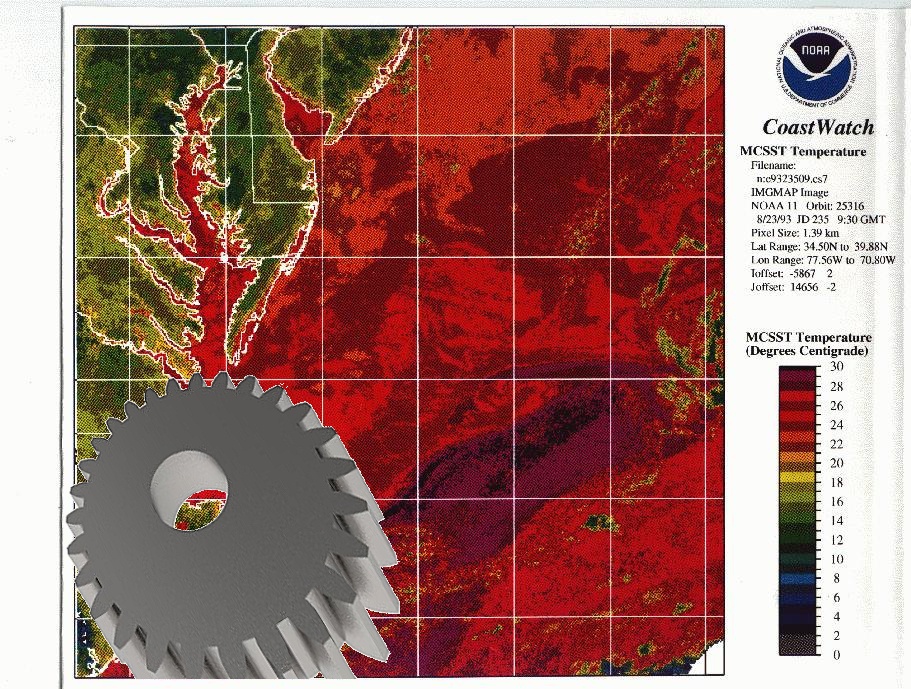 NOAA
NATIONAL OCEANIC AND ATMOSPHERIC ADMINISTRATION
U.S. DEPARTMENT OF COMMERCE
CoastWatch
MCSST Temperature
Filename:
n:c9323509.cs7
IMGMAP Image
NOAA 11 Orbit: 25316
8/23/93 JD 235 9:30 GMT
Pixel Size: 1.39 km
Lat Range: 34.50N to 39.88N
Lon Range: 77.56W to 70.80W
Ioffset: -5867 2
Joffset: 14656 -2
MCSST Temperature
(Degrees Centigrade)
30
28
26
24
22
20
18
16
14
12
10
8
6
4
2
0